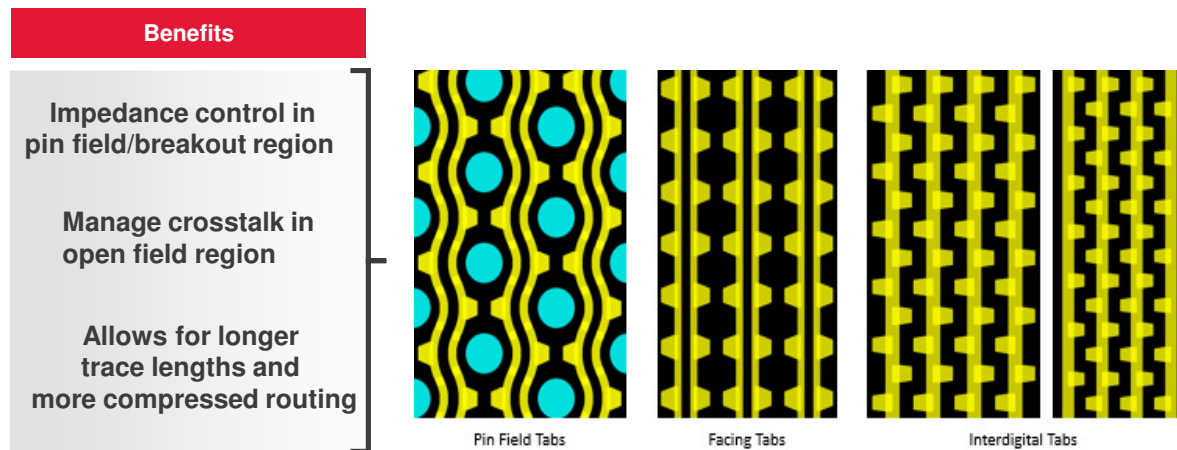 Benefits
Impedance control in
pin field/breakout region
Manage crosstalk in
open field region
Allows for longer
trace lengths and
more compressed routing
Pin Field Tabs
Facing Tabs
Interdigital Tabs